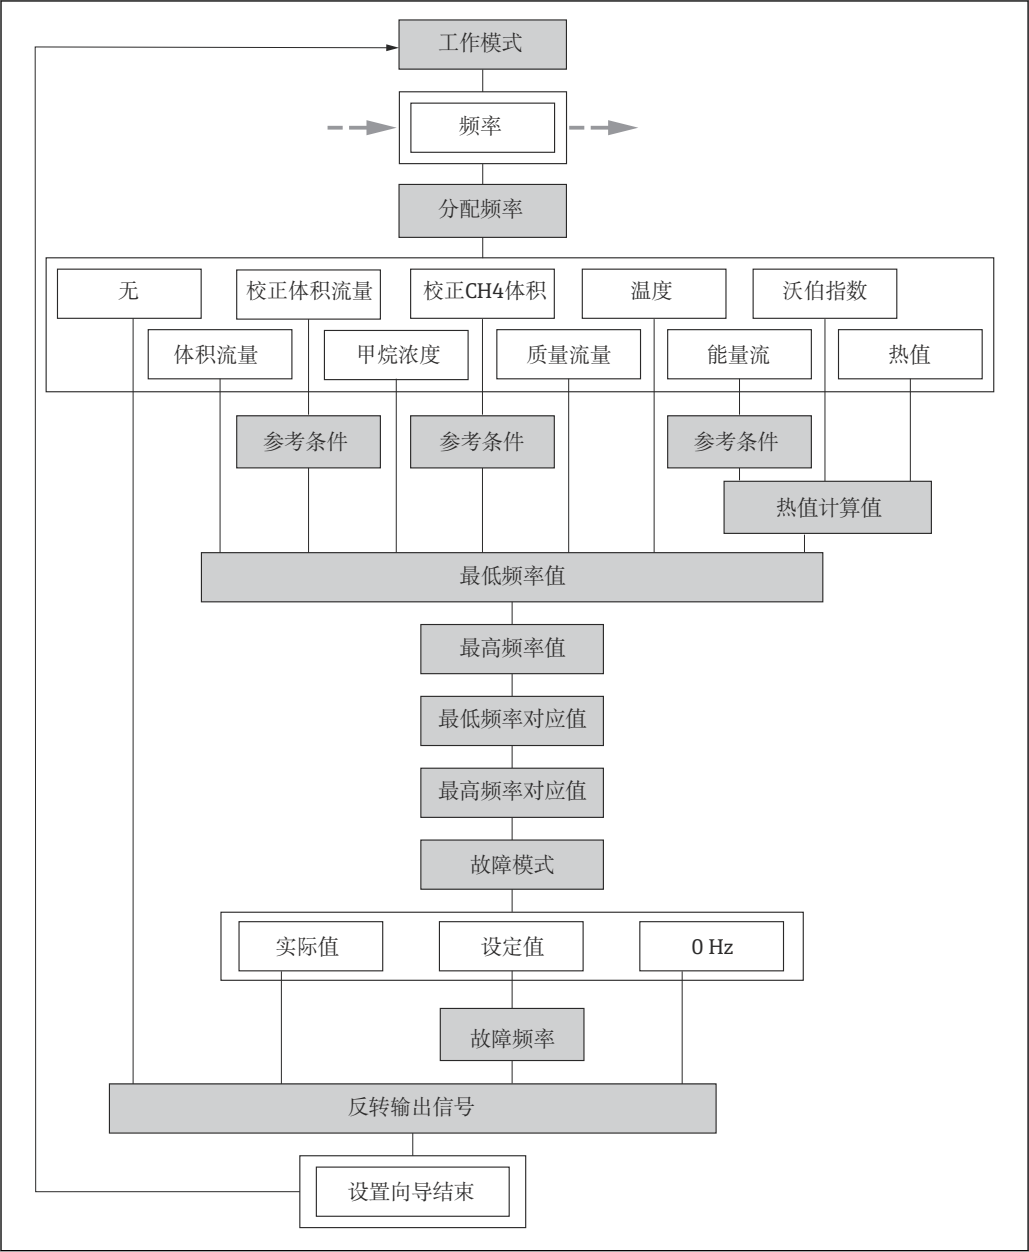 工作模式
频率
分配频率
无
校正体积流量
校正CH4体积
温度
沃伯指数
体积流量
甲烷浓度
质量流量
能量流
热值
参考条件
参考条件
参考条件
热值计算值
最低频率值
最高频率值
最低频率对应值
最高频率对应值
故障模式
实际值
设定值
0 Hz
故障频率
反转输出信号
设置向导结束